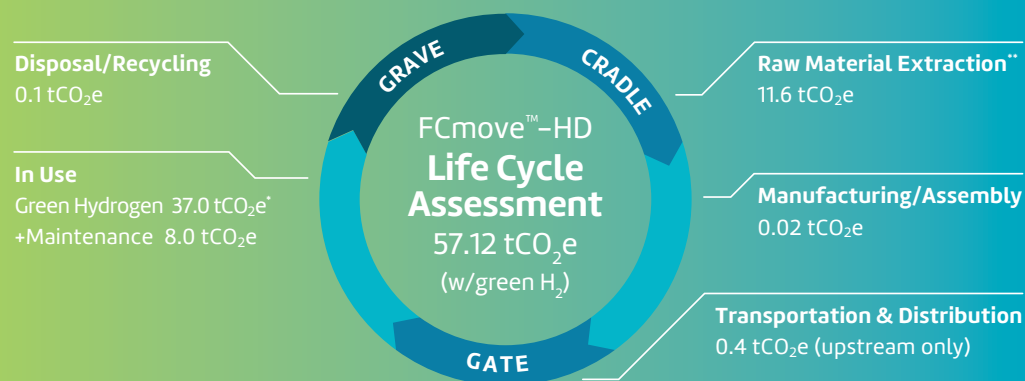 GRAVE
CRADLE
GATE
Disposal/Recycling
0.1 tCO₂e
In Use
Green Hydrogen 37.0 tCO₂e*
+Maintenance 8.0 tCO₂e
FCmove™-HD
Life Cycle
Assessment
57.12 tCO₂e
(w/green H₂)
Raw Material Extraction**
11.6 tCO₂e
Manufacturing/Assembly
0.02 tCO₂e
Transportation & Distribution
0.4 tCO₂e (upstream only)